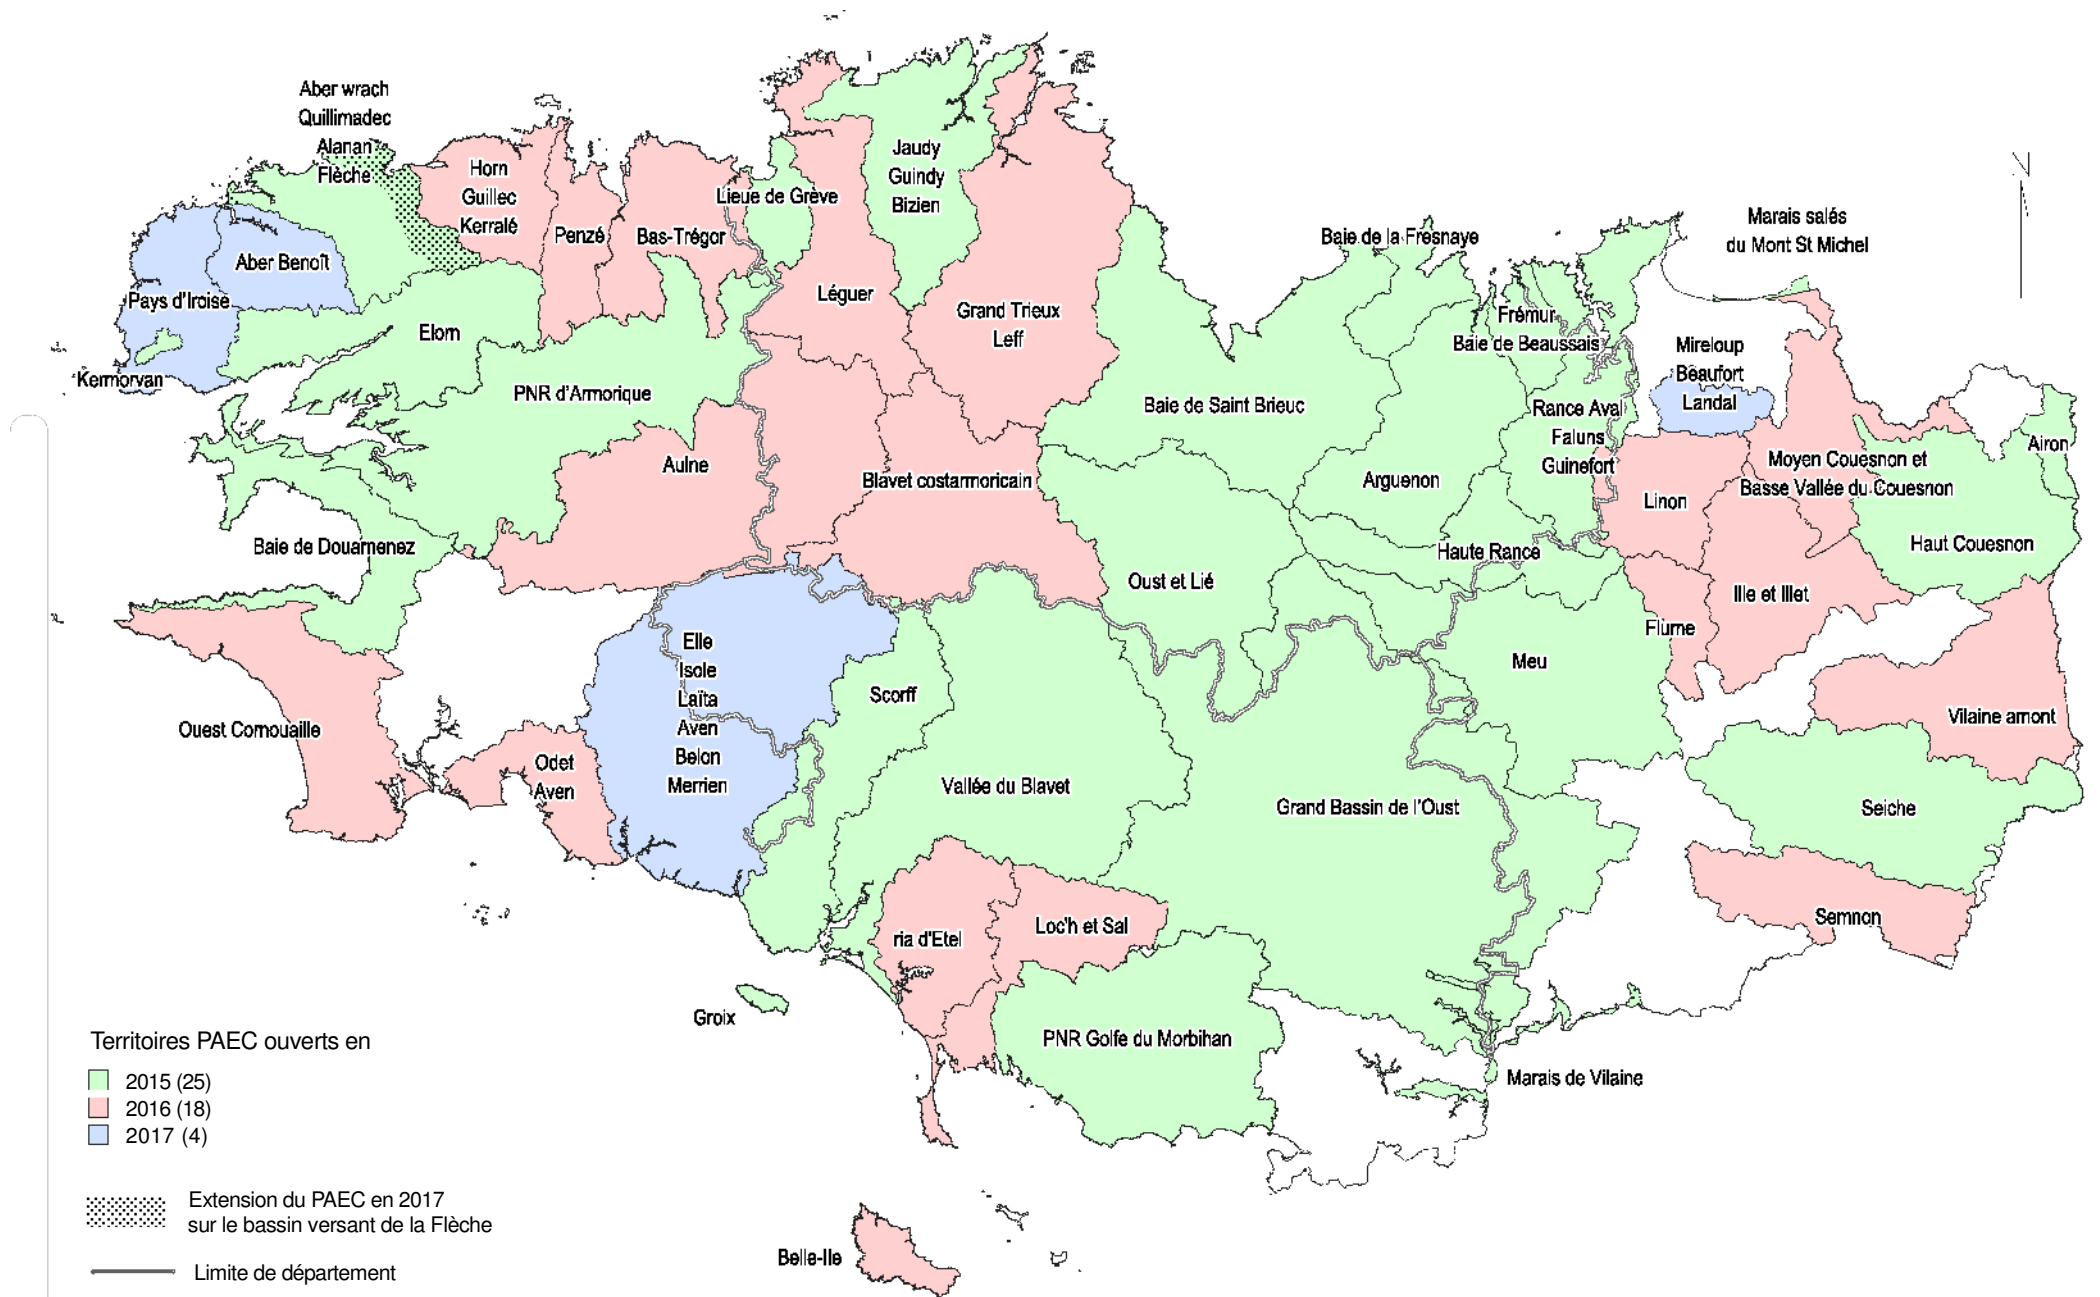 Aber wrach
Quillimadec
Alanan
Flèche
Horn
Guillec
Kerralé
Penzé
Bas-Trégor
Lieue de Grève
Jaudy
Guindy
Bizien
Léguer
Grand Trieux
Leff
Aber Benoît
Pays d'Iroise
Kermorvan
Elorn
PNR d'Armorique
Aulne
Baie de Douarnenez
Blavet costarmoricain
Baie de Saint Brieuc
Baie de la Fresnaye
Frémur
Baie de Beaussais
Marais salés
du Mont St Michel
Mireloup
Beaufort
Landal
Rance Aval
Faluns
Guinefort
Arguenon
Linon
Moyen Couesnon et
Basse Vallée du Couesnon
Airon
Haut Couesnon
Haute Rance
Oust et Lié
Ille et Illet
Flume
Meu
Vilaine amont
Seiche
Semnon
Ouest Cornouaille
Odet
Aven
Elle
Isole
Laïta
Aven
Belon
Merrien
Scorff
Vallée du Blavet
Grand Bassin de l'Oust
ria d'Etel
Loc'h et Sal
Groix
PNR Golfe du Morbihan
Marais de Vilaine
Belle-Ile
Territoires PAEC ouverts en
2015 (25)
2016 (18)
2017 (4)
Extension du PAEC en 2017
sur le bassin versant de la Flèche
Limite de département
N